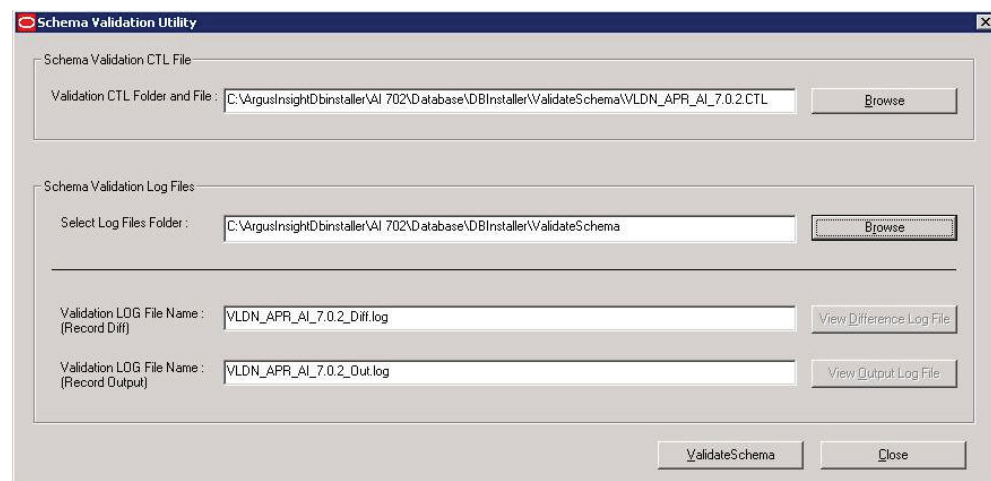 Schema Validation Utility
Schema Validation CTL File
Validation CTL Folder and File :
C:\ArgusInsightDbinstaller\AI 702\Database\DBInstaller\ValidateSchema\VLDN_APR_AI_7.0.2.CTL
Browse
Schema Validation Log Files
Select Log Files Folder :
C:\ArgusInsightDbinstaller\AI 702\Database\DBInstaller\ValidateSchema
Browse
Validation LOG File Name :
(Record Diff)
VLDN_APR_AI_7.0.2_Diff.log
View Difference Log File
Validation LOG File Name :
(Record Output)
VLDN_APR_AI_7.0.2_Out.log
View Output Log File
ValidateSchema
Close